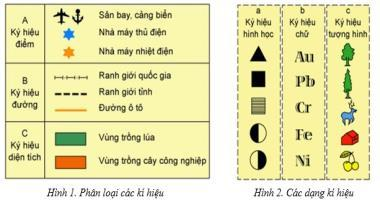 A
Ký hiệu
điểm
Sân bay, cảng biển
Nhà máy thủ điện
Nhà máy nhiệt điện
B
Ký hiệu
đường
Ranh giới quốc gia
Ranh giới tỉnh
Đường ô tô
C
Ký hiệu
diện tích
Vùng trồng lúa
Vùng trồng cây công nghiệp
Hình 1. Phân loại các kí hiệu
a
Ký hiệu
hình học
b
Ký hiệu
chữ
c
Ký hiệu
tượng hình
Au
Pb
Cr
Fe
Ni
Hình 2. Các dạng kí hiệu